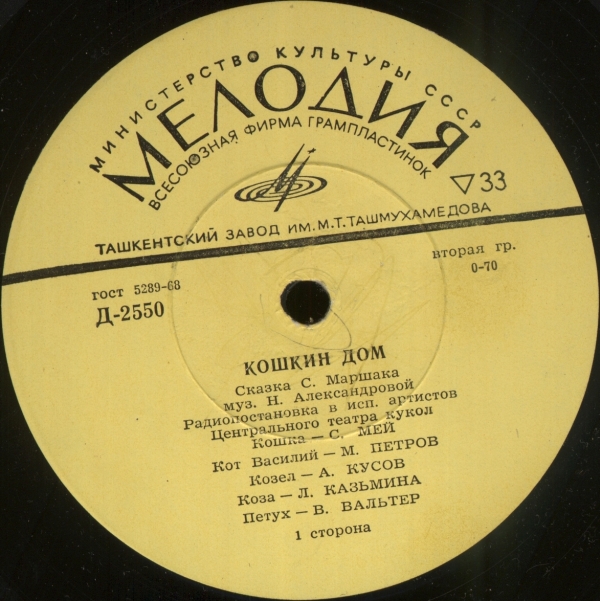 МИНИСТЕРСТВО КУЛЬТУРЫ СССР
МЕЛОДИЯ
ВСЕСОЮЗНАЯ ФИРМА ГРАМПЛАСТИНОК
▽33
ТАШКЕНТСКИЙ ЗАВОД ИМ.М.Т.ТАШМУХАМЕДОВА
гост 5289-68
Д-2550
вторая гр.
0-70
КОШКИН ДОМ
Сказка С. Маршака
муз. Н. Александровой
Радиопостановка в исп. артистов
Центрального театра кукол
Кошка — С. МЕЙ
Кот Василий — М. ПЕТРОВ
Козел — А. КУСОВ
Коза — Л. КАЗЬМИНА
Петух — В. ВАЛЬТЕР
1 сторона